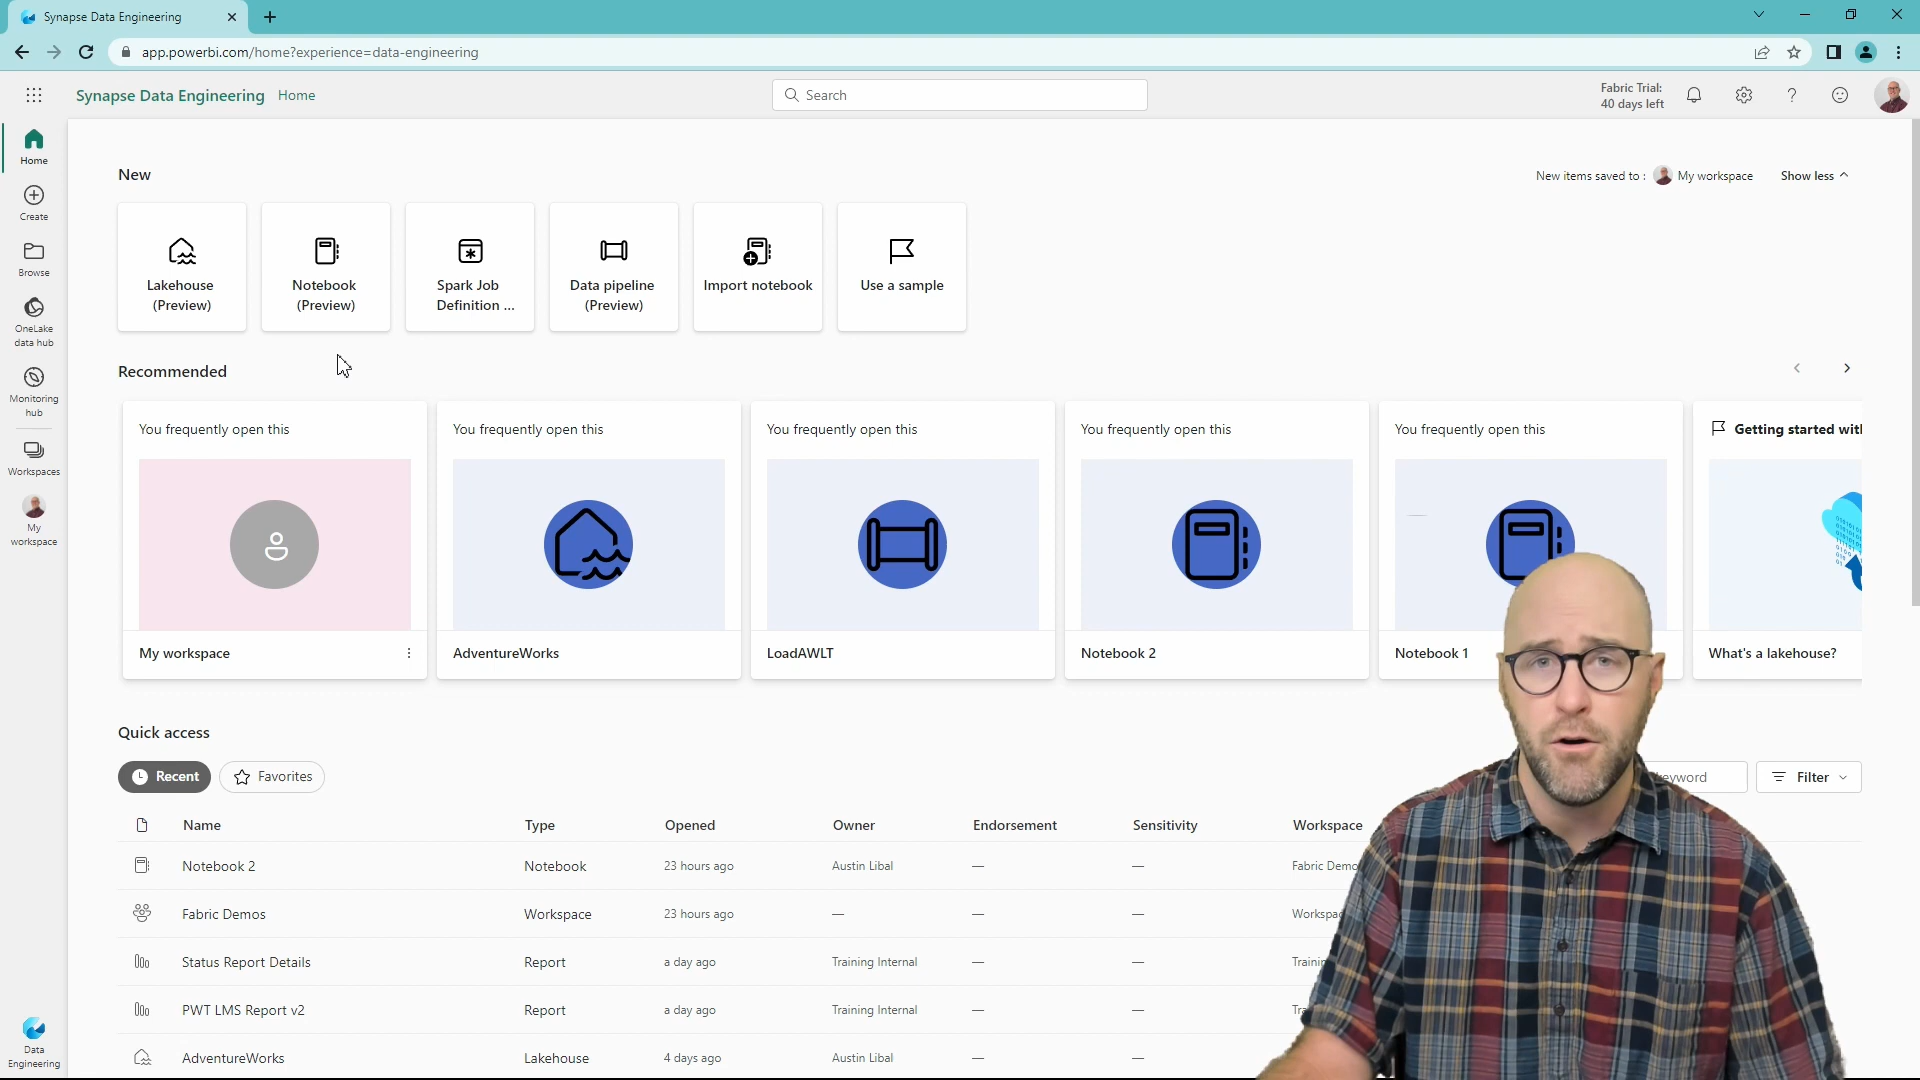 Synapse Data Engineering
app.powerbi.com/home?experience=data-engineering
Synapse Data Engineering Home
Search
Fabric Trial:
40 days left
Home
Create
Browse
OneLake
data hub
Monitoring
hub
Workspaces
My
workspace
Data
Engineering
New
New items saved to : My workspace Show less
Lakehouse
(Preview)
Notebook
(Preview)
Spark Job
Definition ...
Data pipeline
(Preview)
Import notebook
Use a sample
Recommended
You frequently open this
My workspace
You frequently open this
AdventureWorks
You frequently open this
LoadAWLT
You frequently open this
Notebook 2
You frequently open this
Notebook 1
Getting started with
What's a lakehouse?
Quick access
Recent Favorites
keyword Filter
Name Type Opened Owner Endorsement Sensitivity Workspace
Notebook 2 Notebook 23 hours ago Austin Libal — — Fabric Demo
Fabric Demos Workspace 23 hours ago — — — Workspac
Status Report Details Report a day ago Training Internal — — Trainin
PWT LMS Report v2 Report a day ago Training Internal — — Tra
AdventureWorks Lakehouse 4 days ago Austin Libal — —